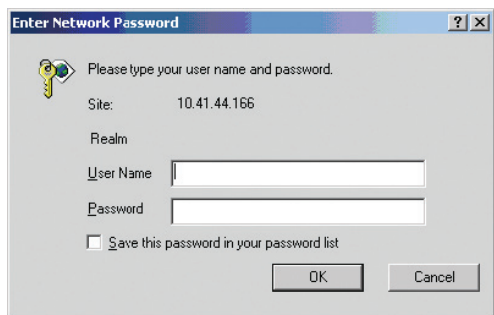 Enter Network Password
? X
Please type your user name and password.
Site: 10.41.44.166
Realm
User Name
Password
Save this password in your password list
OK Cancel